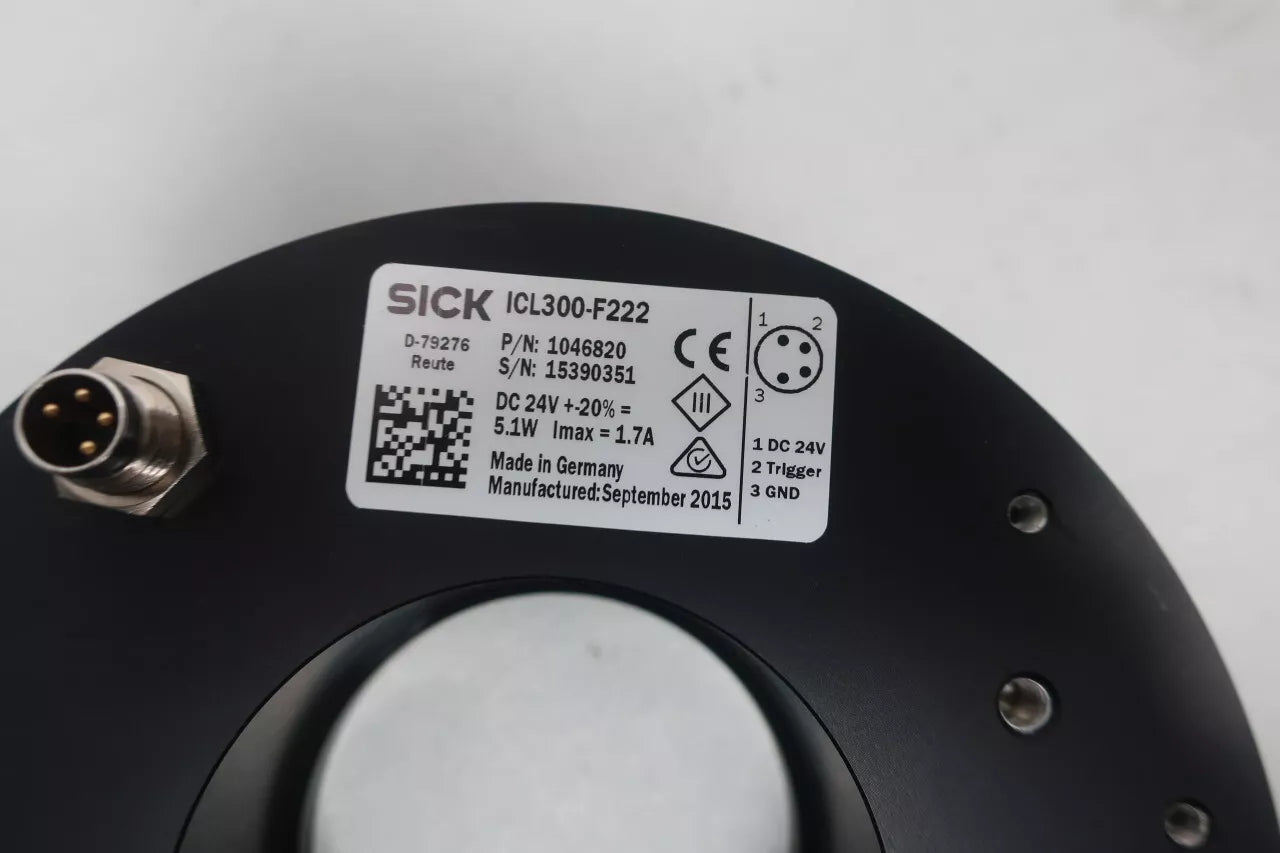 SICK ICL300-F222
D-79276
Reute
P/N: 1046820
S/N: 15390351
DC 24V +-20% =
5.1W Imax = 1.7A
Made in Germany
Manufactured:September 2015
CE
III
1 2
3
1 DC 24V
2 Trigger
3 GND